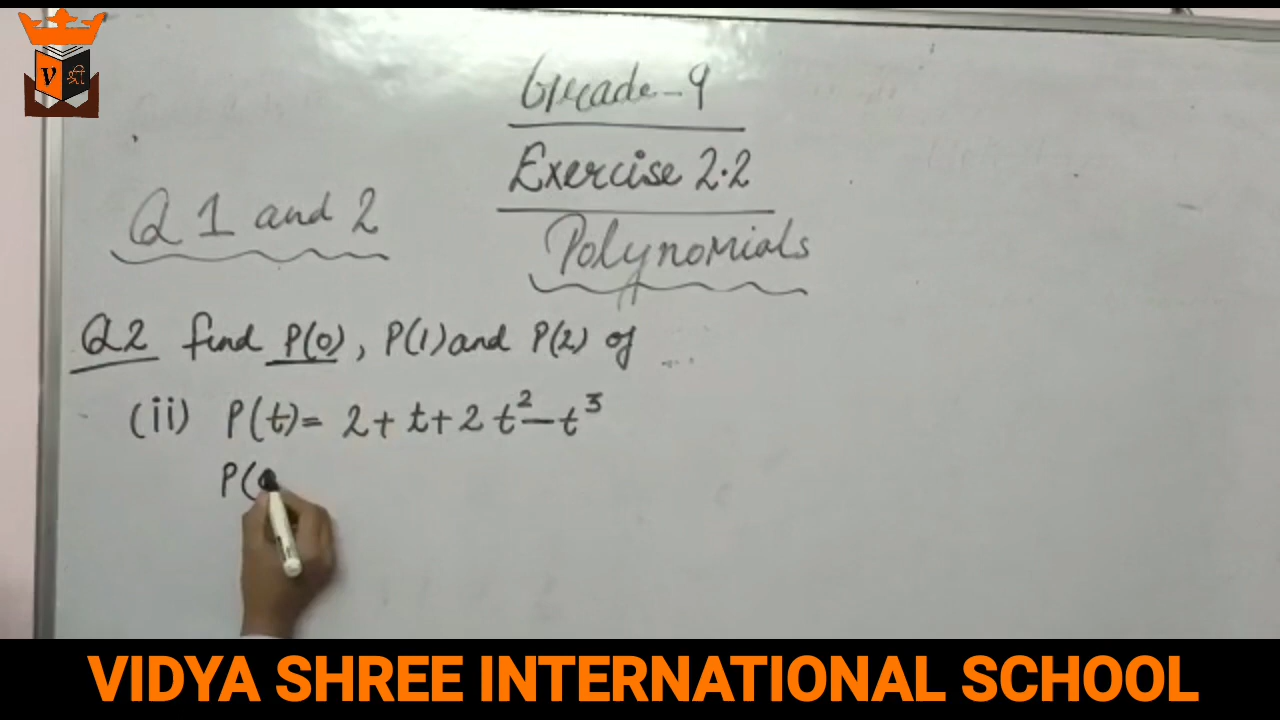 V श्री
Grade-9
Exercise 2.2
Q 1 and 2
Polynomials
Q2 find P(0), P(1) and P(2) of
(ii) P(t)= 2+t+2t²-t³
P(0
VIDYA SHREE INTERNATIONAL SCHOOL